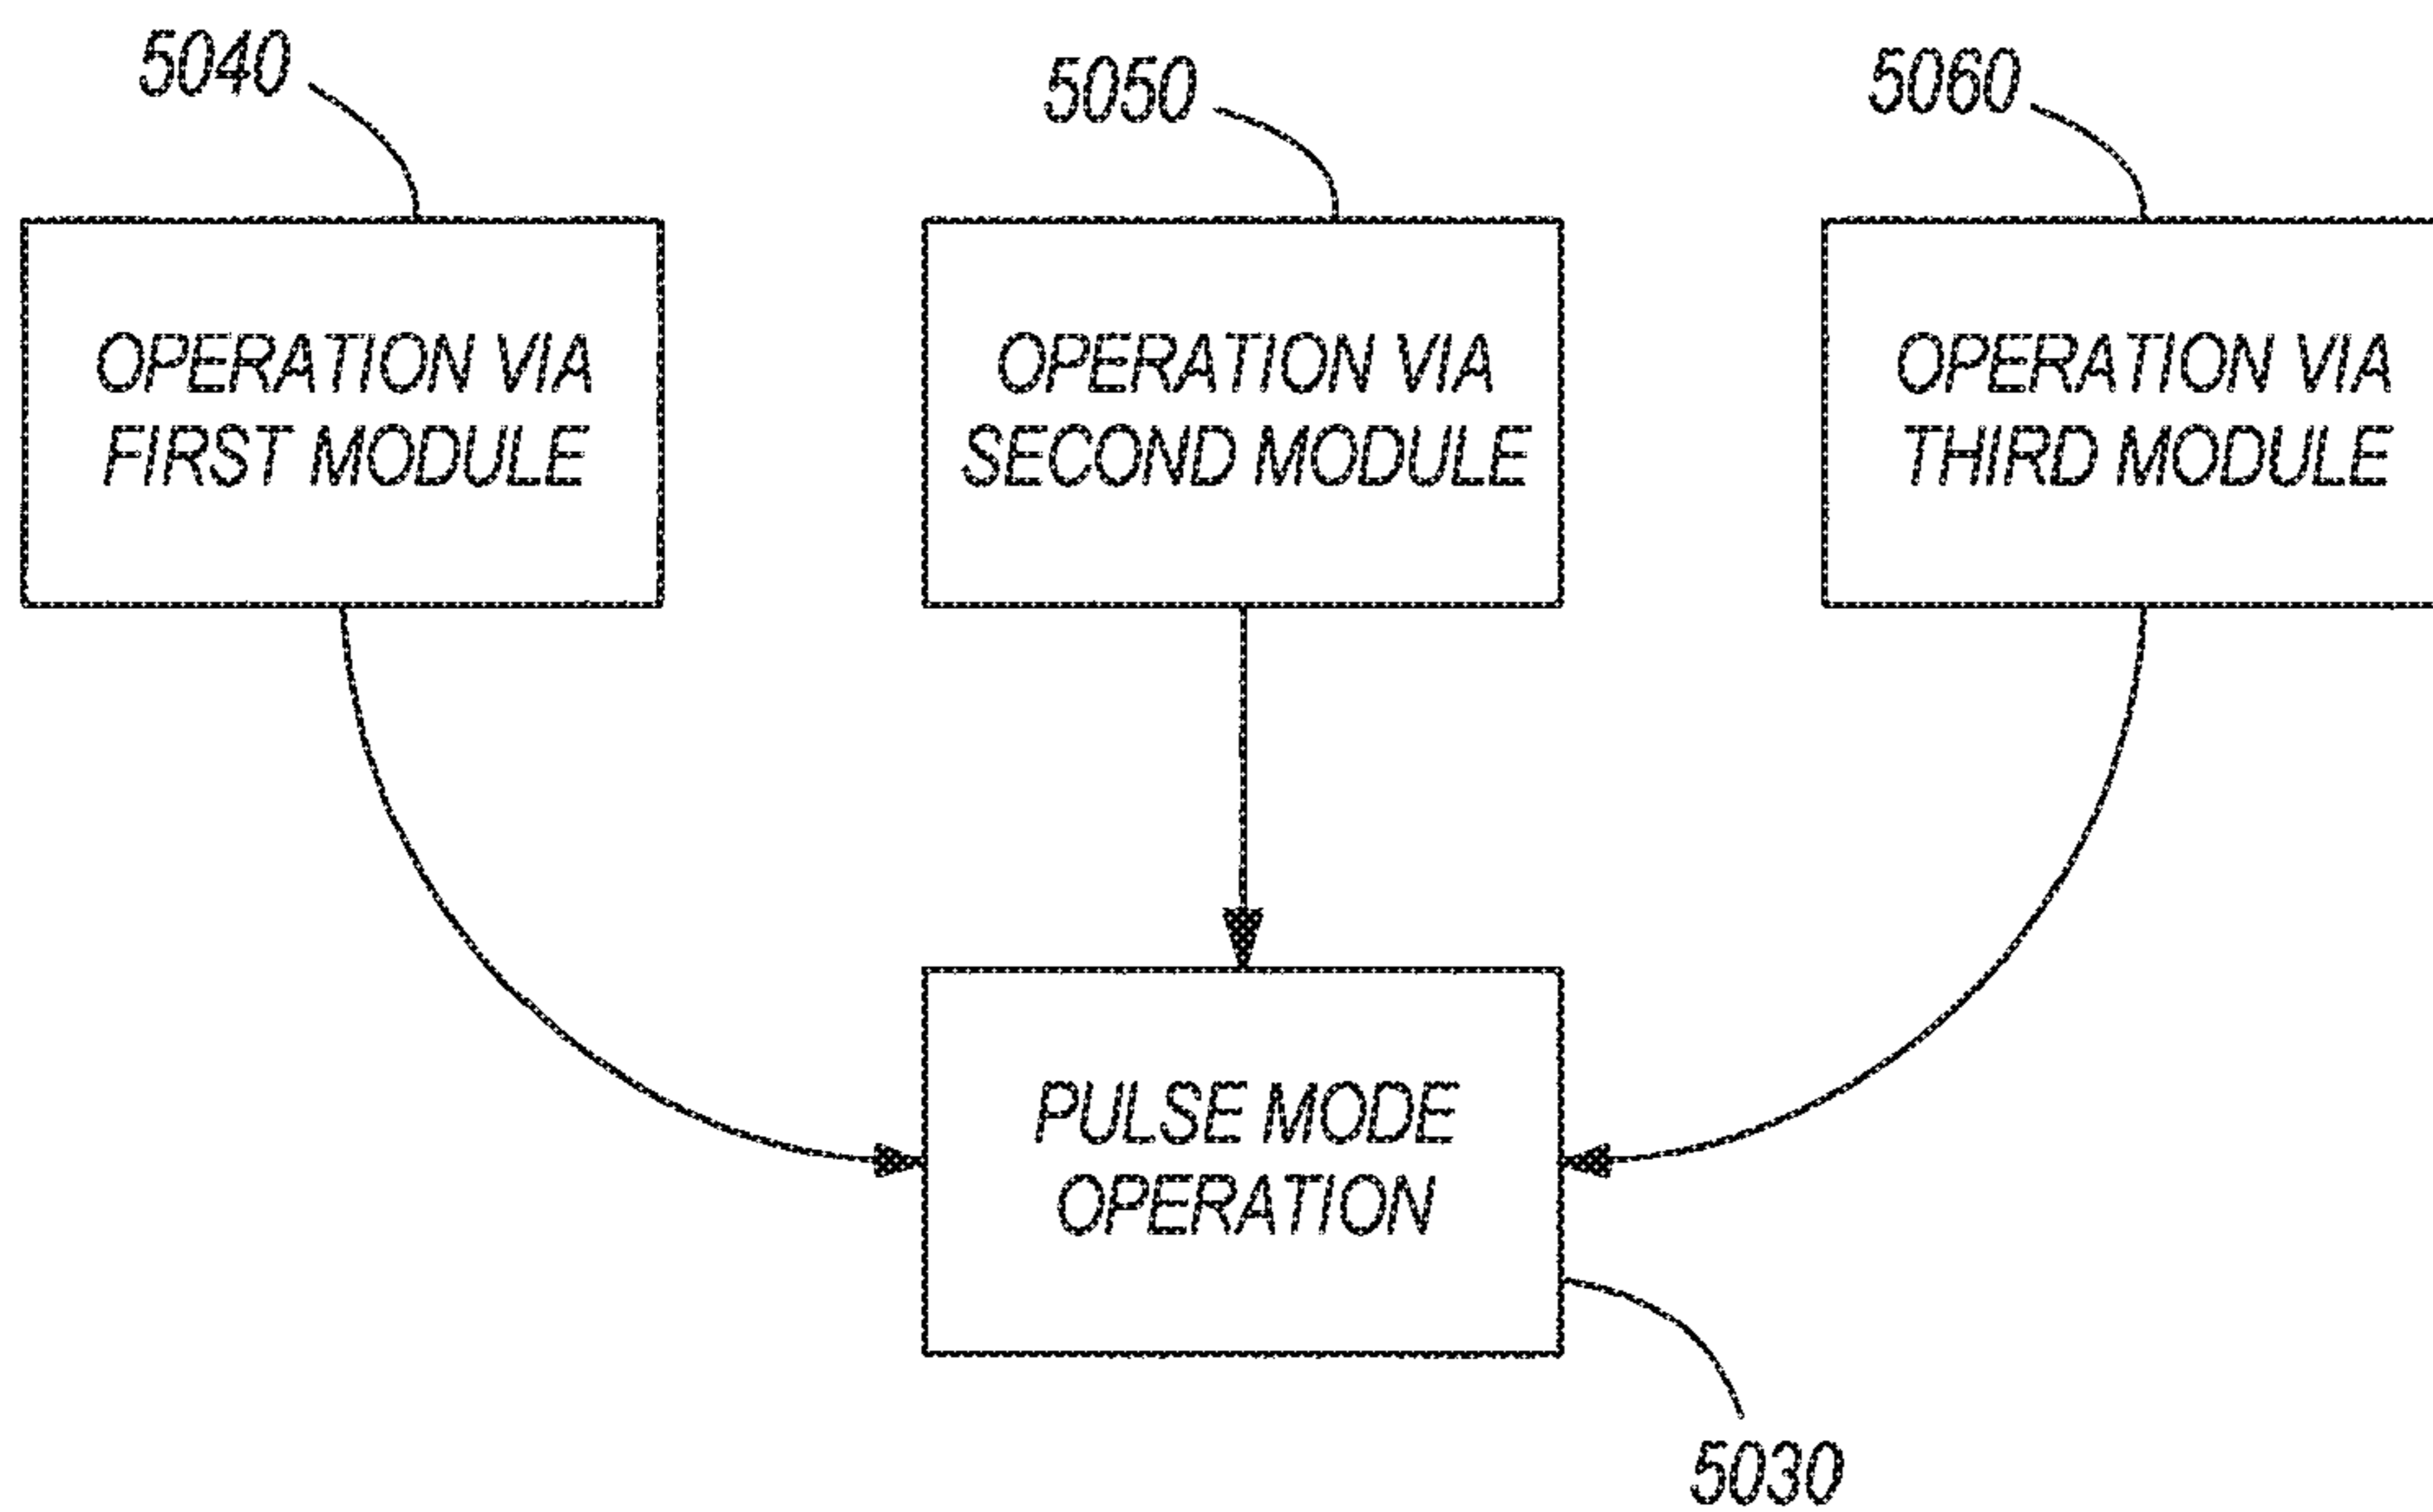 5040
5050
5060
OPERATION VIA
FIRST MODULE
OPERATION VIA
SECOND MODULE
OPERATION VIA
THIRD MODULE
PULSE MODE
OPERATION
5030